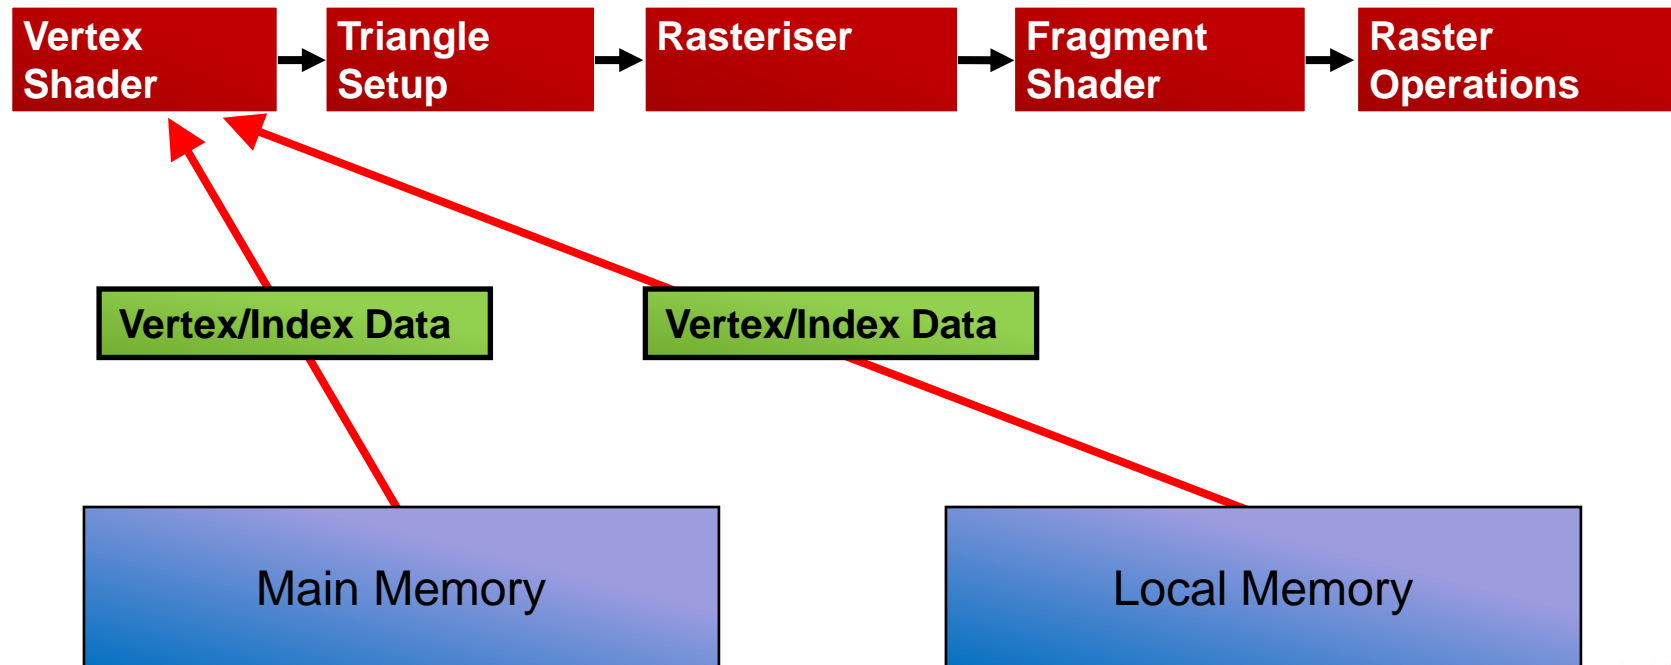 Vertex
Shader
Triangle
Setup
Rasteriser
Fragment
Shader
Raster
Operations
Vertex/Index Data
Vertex/Index Data
Main Memory
Local Memory